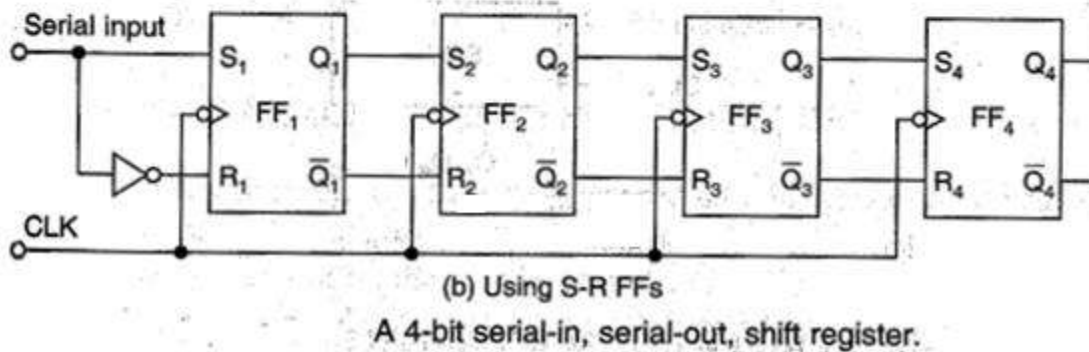 Serial input
S₁ Q₁ S₂ Q₂ S₃ Q₃ S₄ Q₄
FF₁ FF₂ FF₃ FF₄
R₁ Q̅₁ R₂ Q̅₂ R₃ Q̅₃ R₄ Q̅₄
CLK
(b) Using S-R FFs
A 4-bit serial-in, serial-out, shift register.